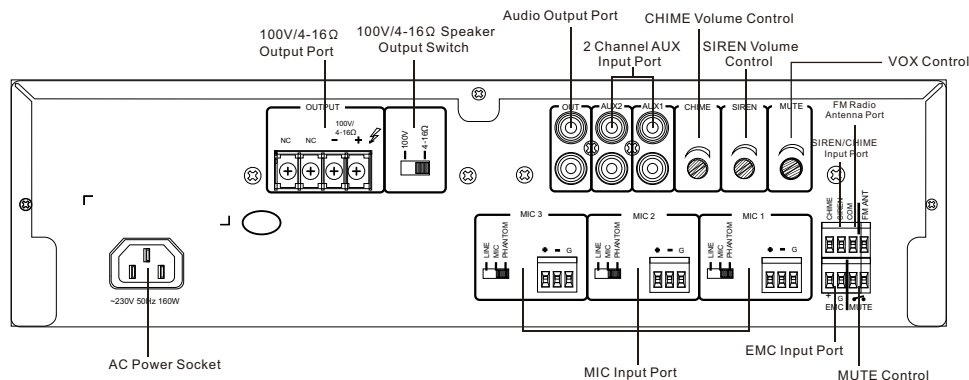 Audio Output Port
CHIME Volume Control
100V/4-16Ω
Output Port
100V/4-16Ω Speaker
Output Switch
2 Channel AUX
Input Port
SIREN Volume
Control
VOX Control
OUTPUT
100V/
4-16Ω
NC NC − +
100V
4-16Ω
OUT
AUX2
AUX1
CHIME
SIREN
MUTE
FM Radio
Antenna Port
SIREN/CHIME
Input Port
MIC 3
LINE
MIC
PHANTOM
+ − G
MIC 2
LINE
MIC
PHANTOM
+ − G
MIC 1
LINE
MIC
PHANTOM
+ − G
CHIME
SIREN
COM
FM ANT
+ G
EMC MUTE
~230V 50Hz 160W
AC Power Socket
MIC Input Port
EMC Input Port
MUTE Control